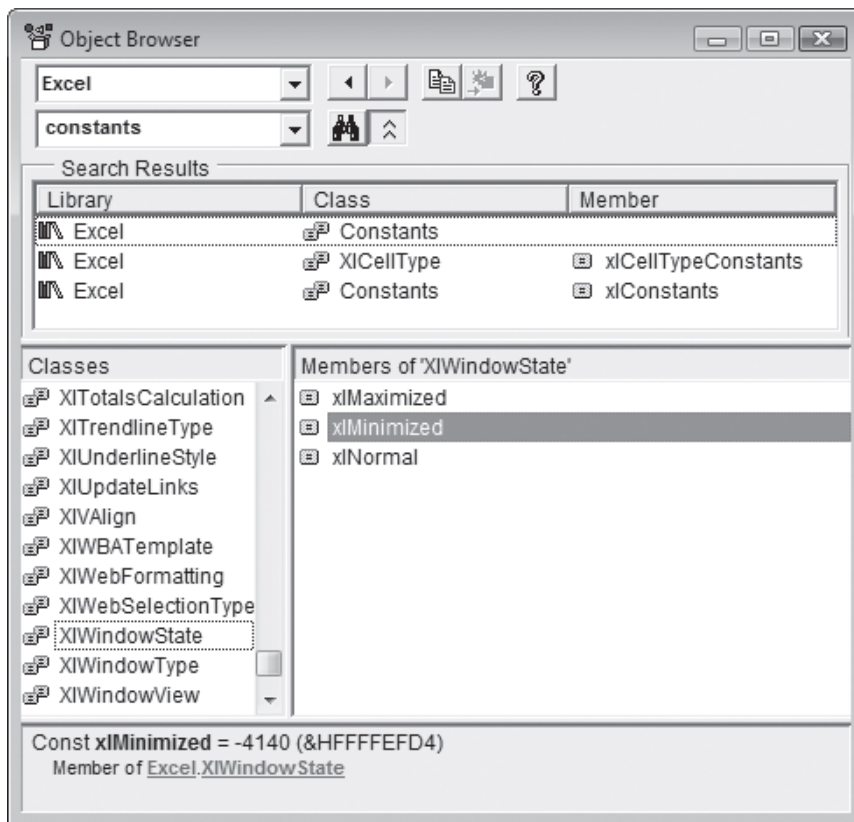 Object Browser
Excel
constants
Search Results
Library Class Member
Excel Constants
Excel XlCellType xlCellTypeConstants
Excel Constants xlConstants
Classes
XlTotalsCalculation
XlTrendlineType
XlUnderlineStyle
XlUpdateLinks
XlVAlign
XlWBATemplate
XlWebFormatting
XlWebSelectionType
XlWindowState
XlWindowType
XlWindowView
Members of 'XlWindowState'
xlMaximized
xlMinimized
xlNormal
Const xlMinimized = -4140 (&HFFFFEFD4)
Member of Excel.XlWindowState